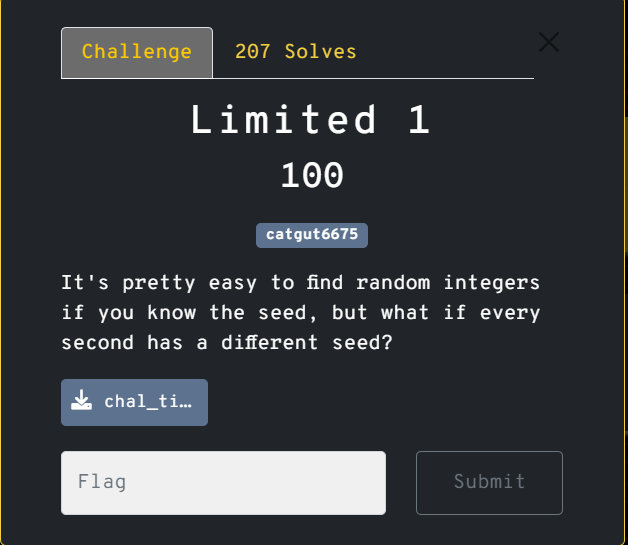 Challenge
207 Solves
Limited 1
100
catgut6675
It's pretty easy to find random integers
if you know the seed, but what if every
second has a different seed?
chal_ti…
Flag
Submit